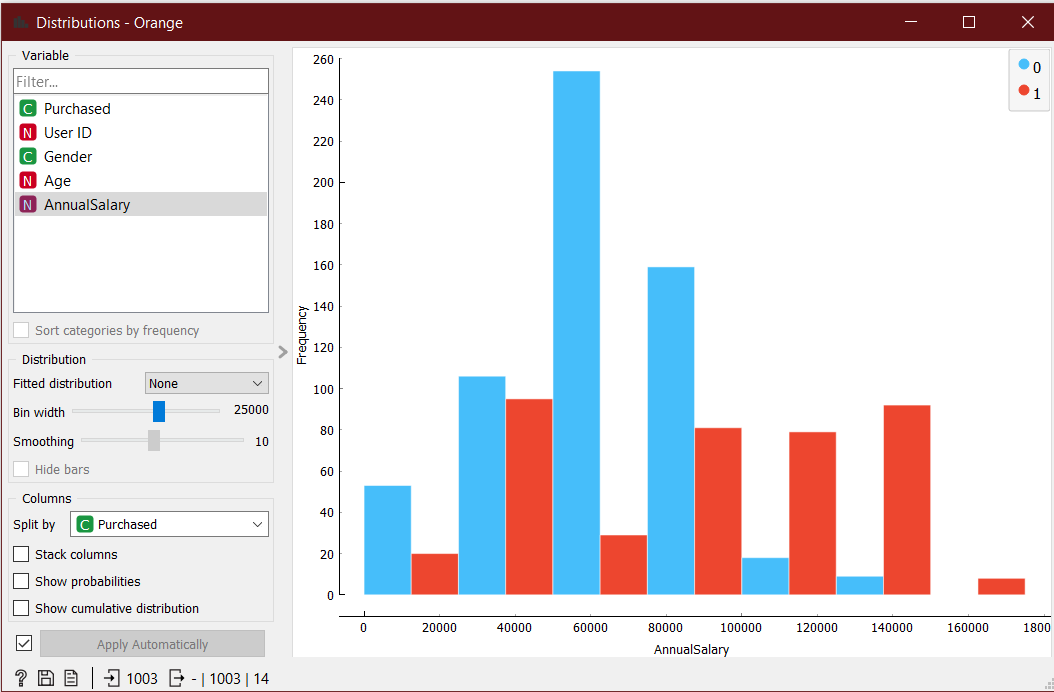 Distributions - Orange
Variable
Filter...
C Purchased
N User ID
C Gender
N Age
N AnnualSalary
Sort categories by frequency
Distribution
Fitted distribution None
Bin width 25000
Smoothing 10
Hide bars
Columns
Split by C Purchased
Stack columns
Show probabilities
Show cumulative distribution
Apply Automatically
? 1003 - | 1003 | 14
260
240
220
200
180
160
140
120
100
80
60
40
20
0
Frequency
0 20000 40000 60000 80000 100000 120000 140000 160000 1800
AnnualSalary
0
1